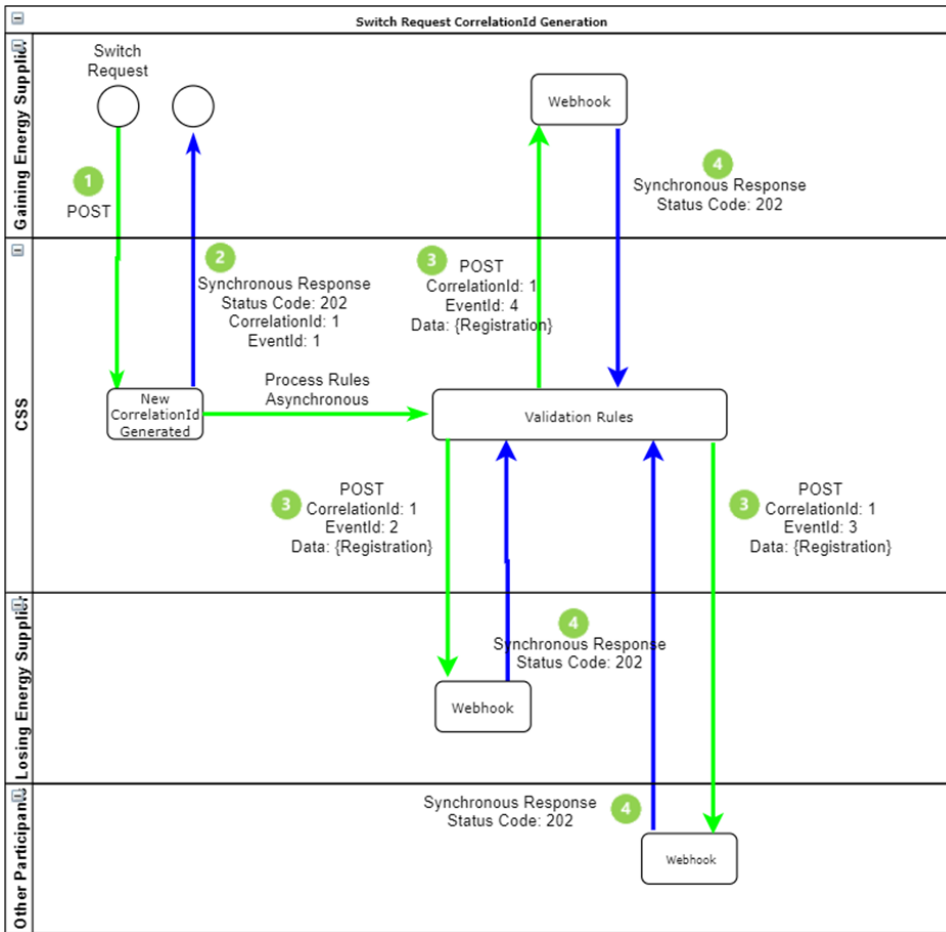 Switch Request CorrelationId Generation
Gaining Energy Supplier
Switch
Request
1
POST
Webhook
4
Synchronous Response
Status Code: 202
CSS
2
Synchronous Response
Status Code: 202
CorrelationId: 1
EventId: 1
3
POST
CorrelationId: 1
EventId: 4
Data: {Registration}
New
CorrelationId
Generated
Process Rules
Asynchronous
Validation Rules
3
POST
CorrelationId: 1
EventId: 2
Data: {Registration}
3
POST
CorrelationId: 1
EventId: 3
Data: {Registration}
Losing Energy Supplier
4
Synchronous Response
Status Code: 202
Webhook
Other Participants
Synchronous Response
Status Code: 202
4
Webhook